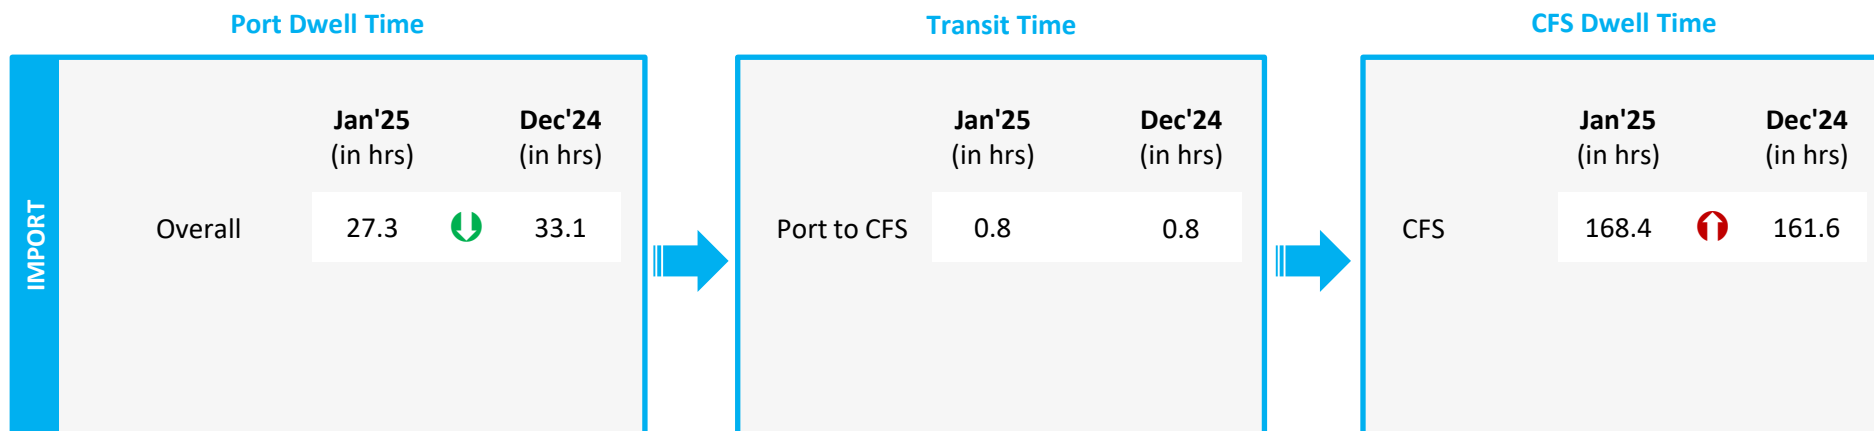 Port Dwell Time
Transit Time
CFS Dwell Time
IMPORT
Jan'25 Dec'24
(in hrs) (in hrs)
Overall 27.3 33.1
Jan'25 Dec'24
(in hrs) (in hrs)
Port to CFS 0.8 0.8
Jan'25 Dec'24
(in hrs) (in hrs)
CFS 168.4 161.6